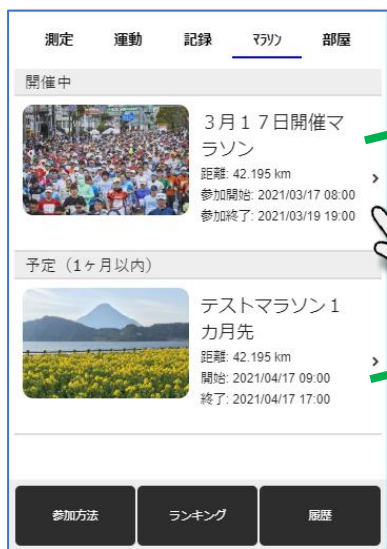 測定 運動 記録 ﾏﾗｿﾝ 部屋
開催中
３月１７日開催マ
ラソン
距離: 42.195 km
参加開始: 2021/03/17 08:00
参加終了: 2021/03/19 19:00
予定（1ヶ月以内）
テストマラソン１
カ月先
距離: 42.195 km
開始: 2021/04/17 09:00
終了: 2021/04/17 17:00
参加方法 ランキング 履歴